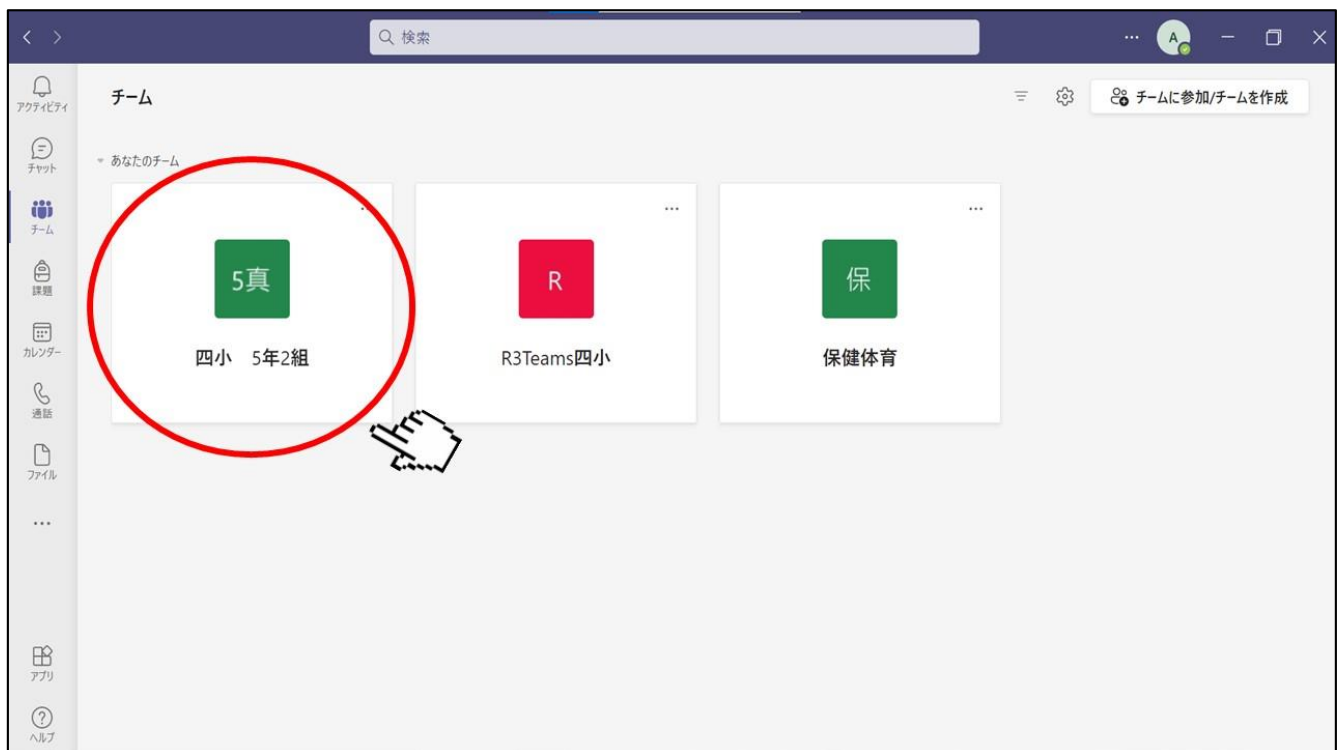 検索
A
アクティビティ
チャット
チーム
課題
カレンダー
通話
ファイル
アプリ
ヘルプ
チーム
チームに参加/チームを作成
あなたのチーム
5真
四小　5年2組
R
R3Teams四小
保
保健体育